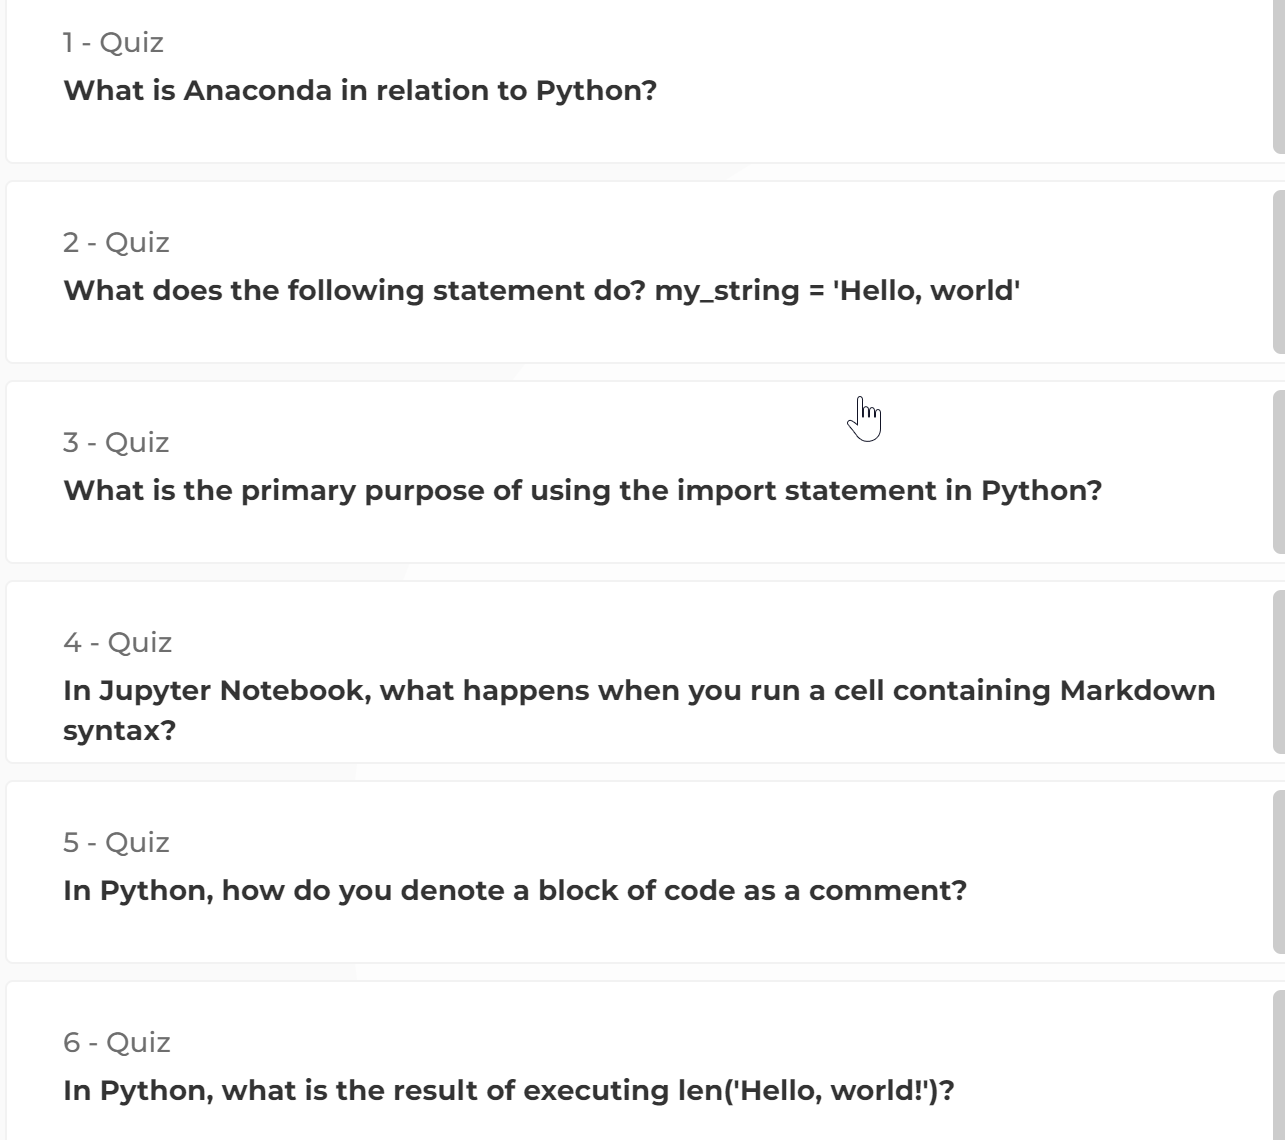 1 - Quiz
What is Anaconda in relation to Python?
2 - Quiz
What does the following statement do? my_string = 'Hello, world'
3 - Quiz
What is the primary purpose of using the import statement in Python?
4 - Quiz
In Jupyter Notebook, what happens when you run a cell containing Markdown
syntax?
5 - Quiz
In Python, how do you denote a block of code as a comment?
6 - Quiz
In Python, what is the result of executing len('Hello, world!')?